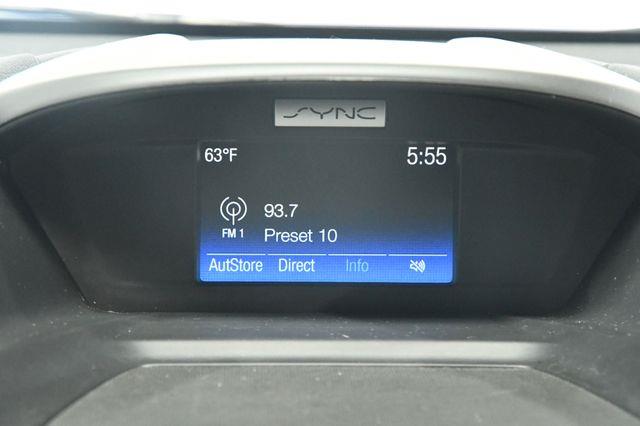 SYNC
63°F 5:55
93.7
FM 1 Preset 10
AutStore Direct Info